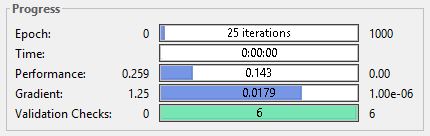 Progress
Epoch: 0 25 iterations 1000
Time: 0:00:00
Performance: 0.259 0.143 0.00
Gradient: 1.25 0.0179 1.00e-06
Validation Checks: 0 6 6